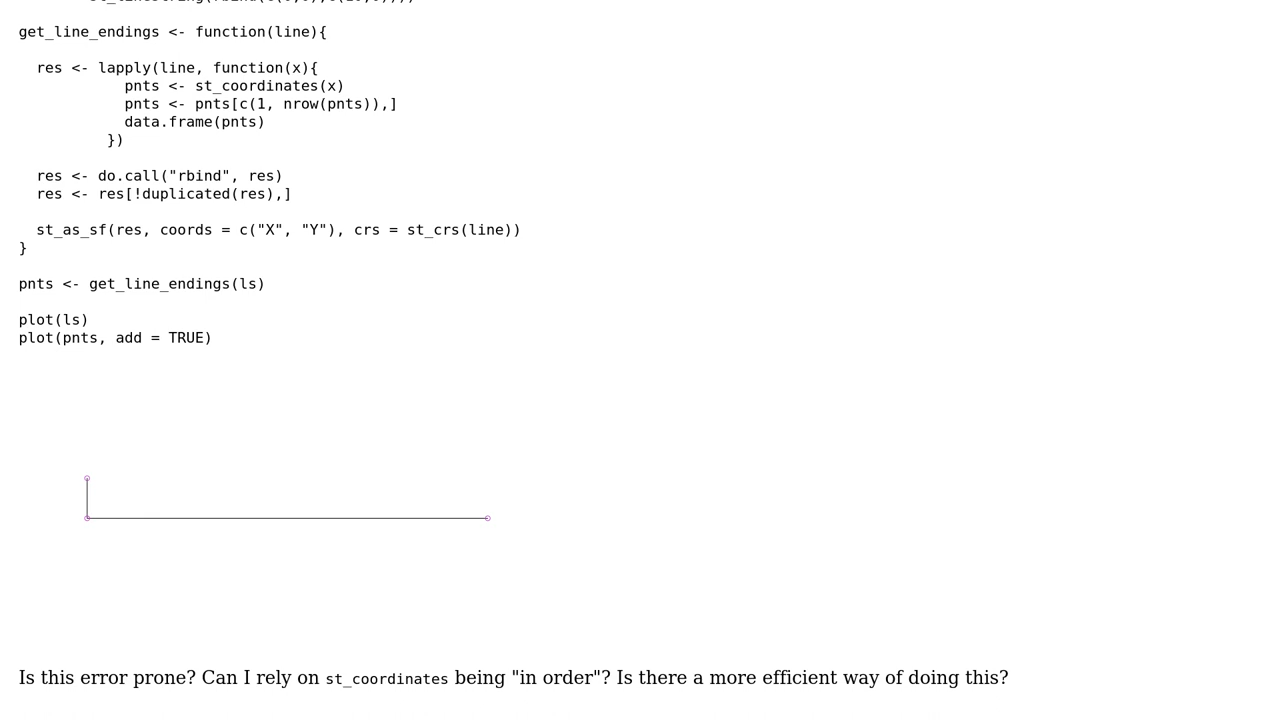 get_line_endings <- function(line){
res <- lapply(line, function(x){
pnts <- st_coordinates(x)
pnts <- pnts[c(1, nrow(pnts)),]
data.frame(pnts)
})
res <- do.call("rbind", res)
res <- res[!duplicated(res),]
st_as_sf(res, coords = c("X", "Y"), crs = st_crs(line))
}
pnts <- get_line_endings(ls)
plot(ls)
plot(pnts, add = TRUE)
Is this error prone? Can I rely on st_coordinates being "in order"? Is there a more efficient way of doing this?